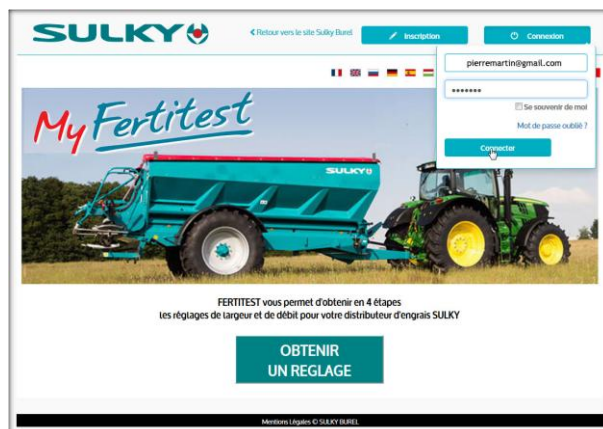 SULKY
Retour vers le site Sulky Burel
Inscription
Connexion
pierremartin@gmail.com
•••••••
Se souvenir de moi
Mot de passe oublié ?
Connecter
My Fertitest
SULKY
FERTITEST vous permet d'obtenir en 4 étapes
les réglages de largeur et de débit pour votre distributeur d'engrais SULKY
OBTENIR
UN REGLAGE
Mentions Légales © SULKY BUREL